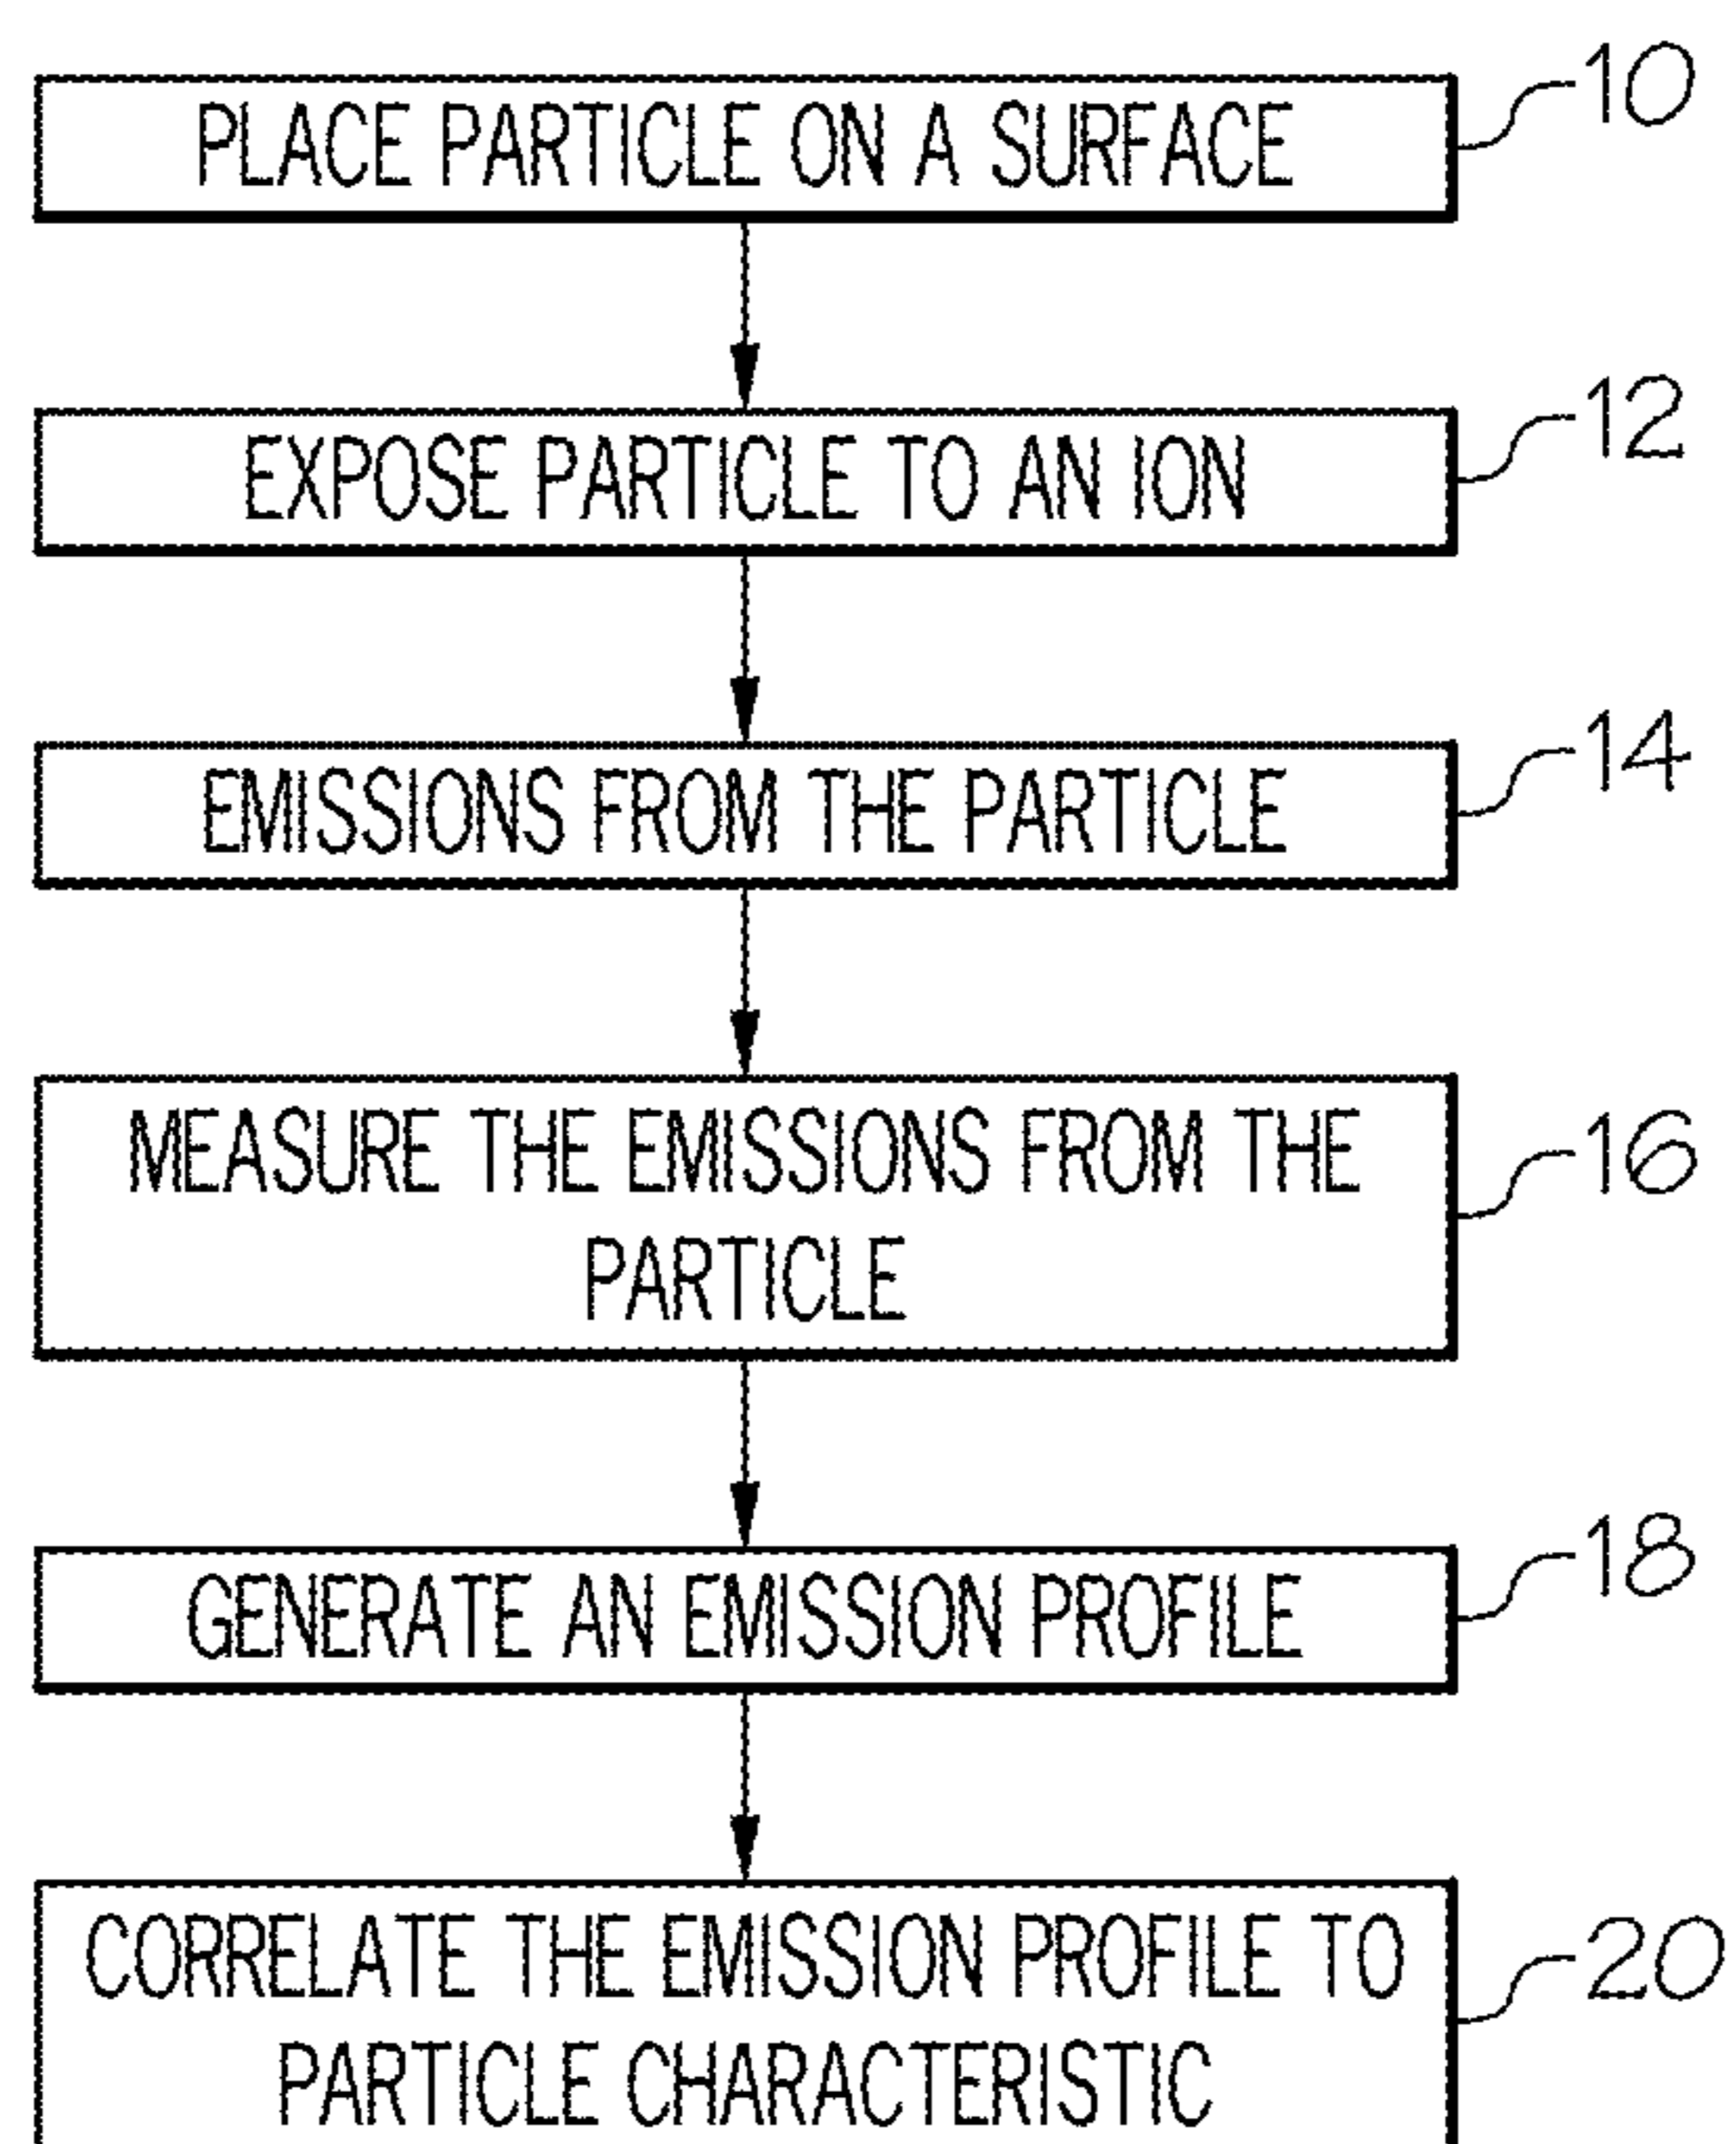 PLACE PARTICLE ON A SURFACE
10
EXPOSE PARTICLE TO AN ION
12
EMISSIONS FROM THE PARTICLE
14
MEASURE THE EMISSIONS FROM THE
PARTICLE
16
GENERATE AN EMISSION PROFILE
18
CORRELATE THE EMISSION PROFILE TO
PARTICLE CHARACTERISTIC
20